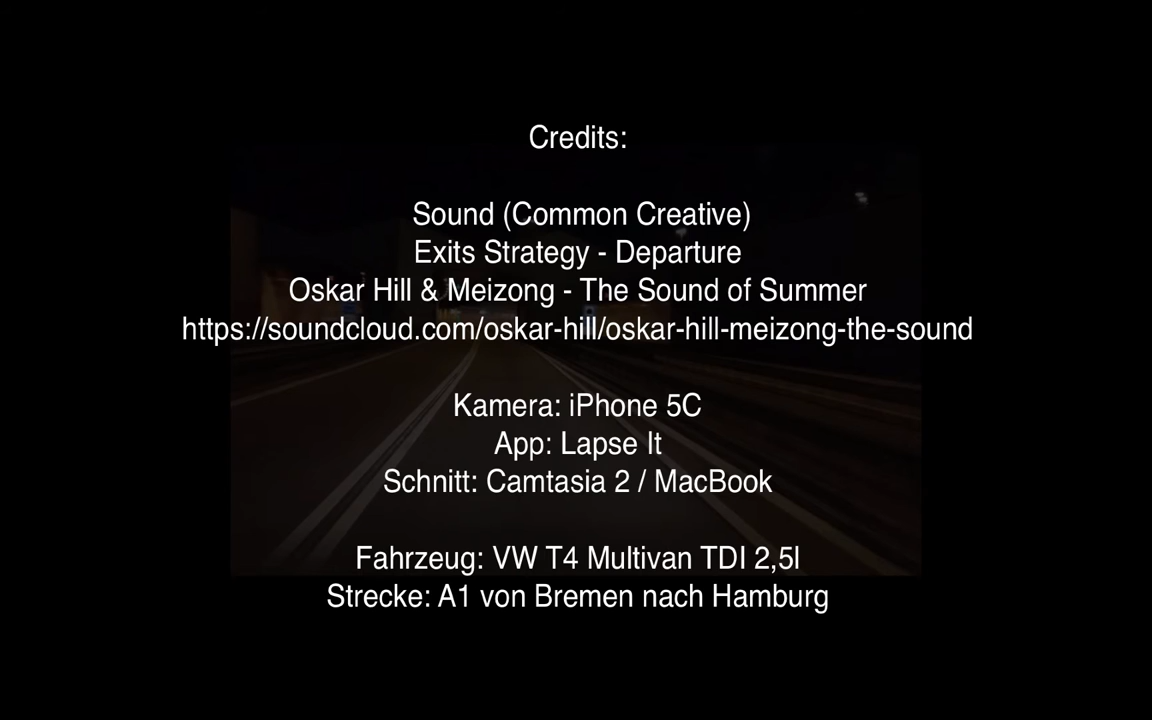 Credits:
Sound (Common Creative)
Exits Strategy - Departure
Oskar Hill & Meizong - The Sound of Summer
https://soundcloud.com/oskar-hill/oskar-hill-meizong-the-sound
Kamera: iPhone 5C
App: Lapse It
Schnitt: Camtasia 2 / MacBook
Fahrzeug: VW T4 Multivan TDI 2,5l
Strecke: A1 von Bremen nach Hamburg